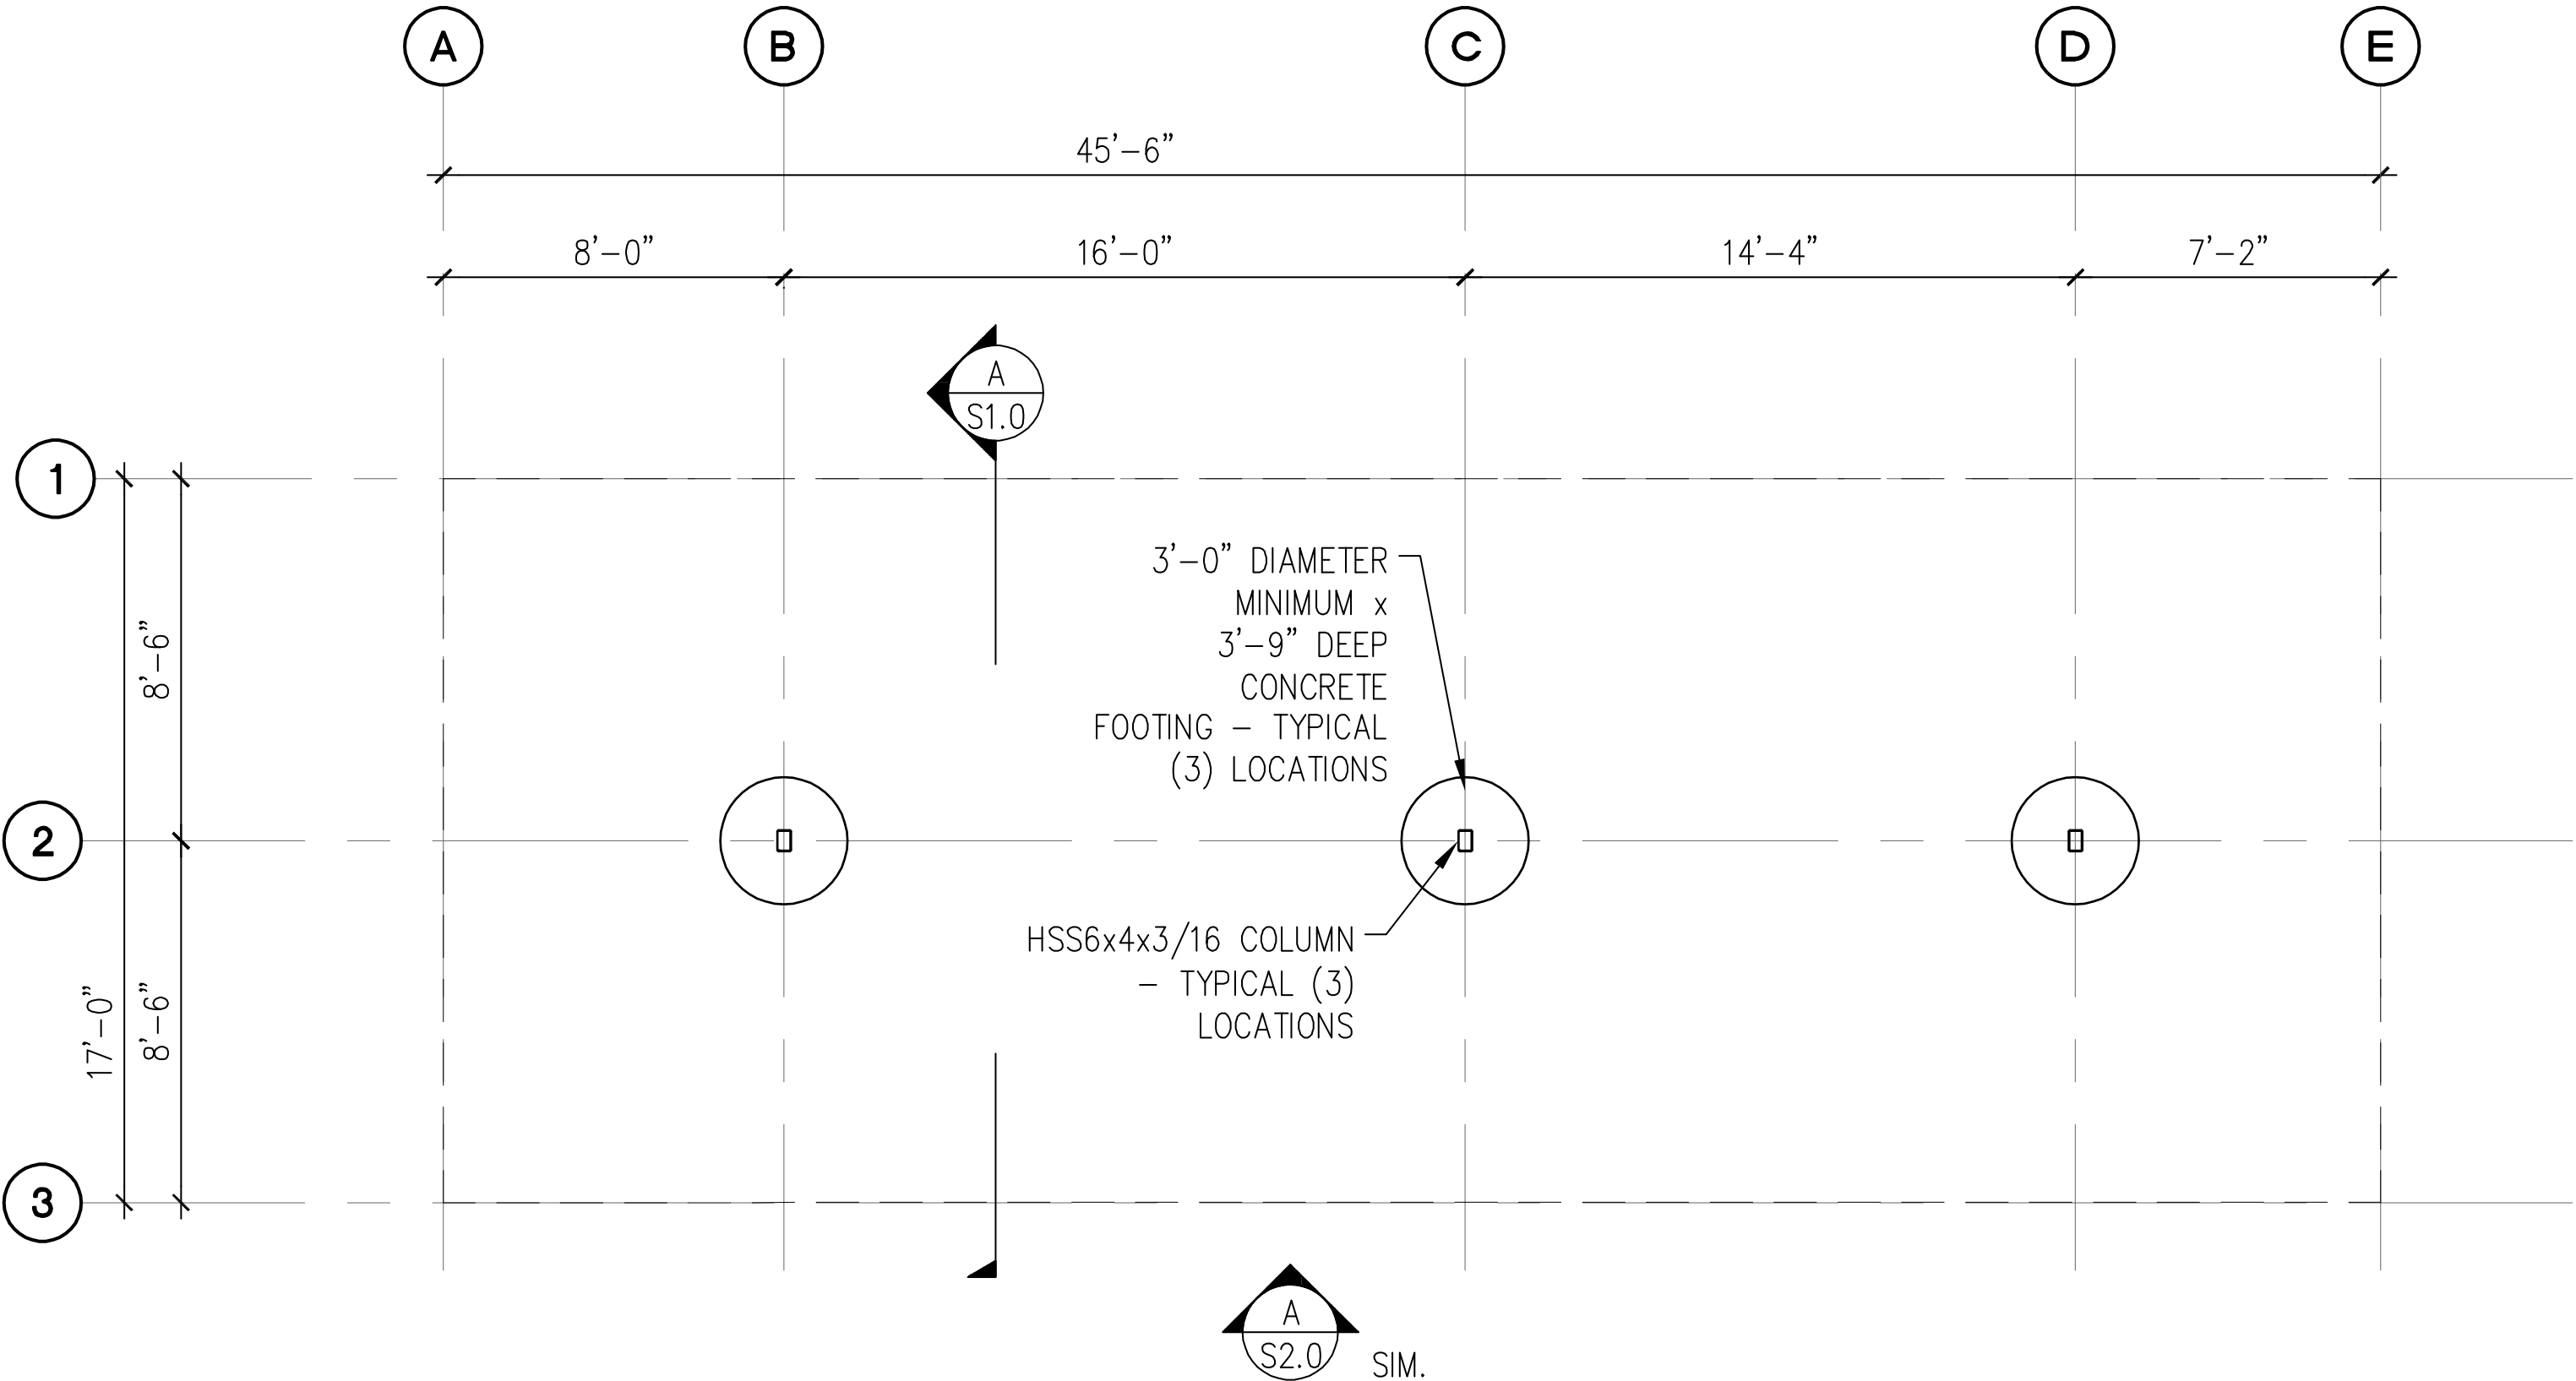 A
B
C
D
E
45'-6"
8'-0"
16'-0"
14'-4"
7'-2"
A
S1.0
1
3'-0" DIAMETER
MINIMUM x
3'-9" DEEP
CONCRETE
FOOTING - TYPICAL
(3) LOCATIONS
8'-6"
2
HSS6x4x3/16 COLUMN
- TYPICAL (3)
LOCATIONS
17'-0"
8'-6"
3
A
S2.0
SIM.